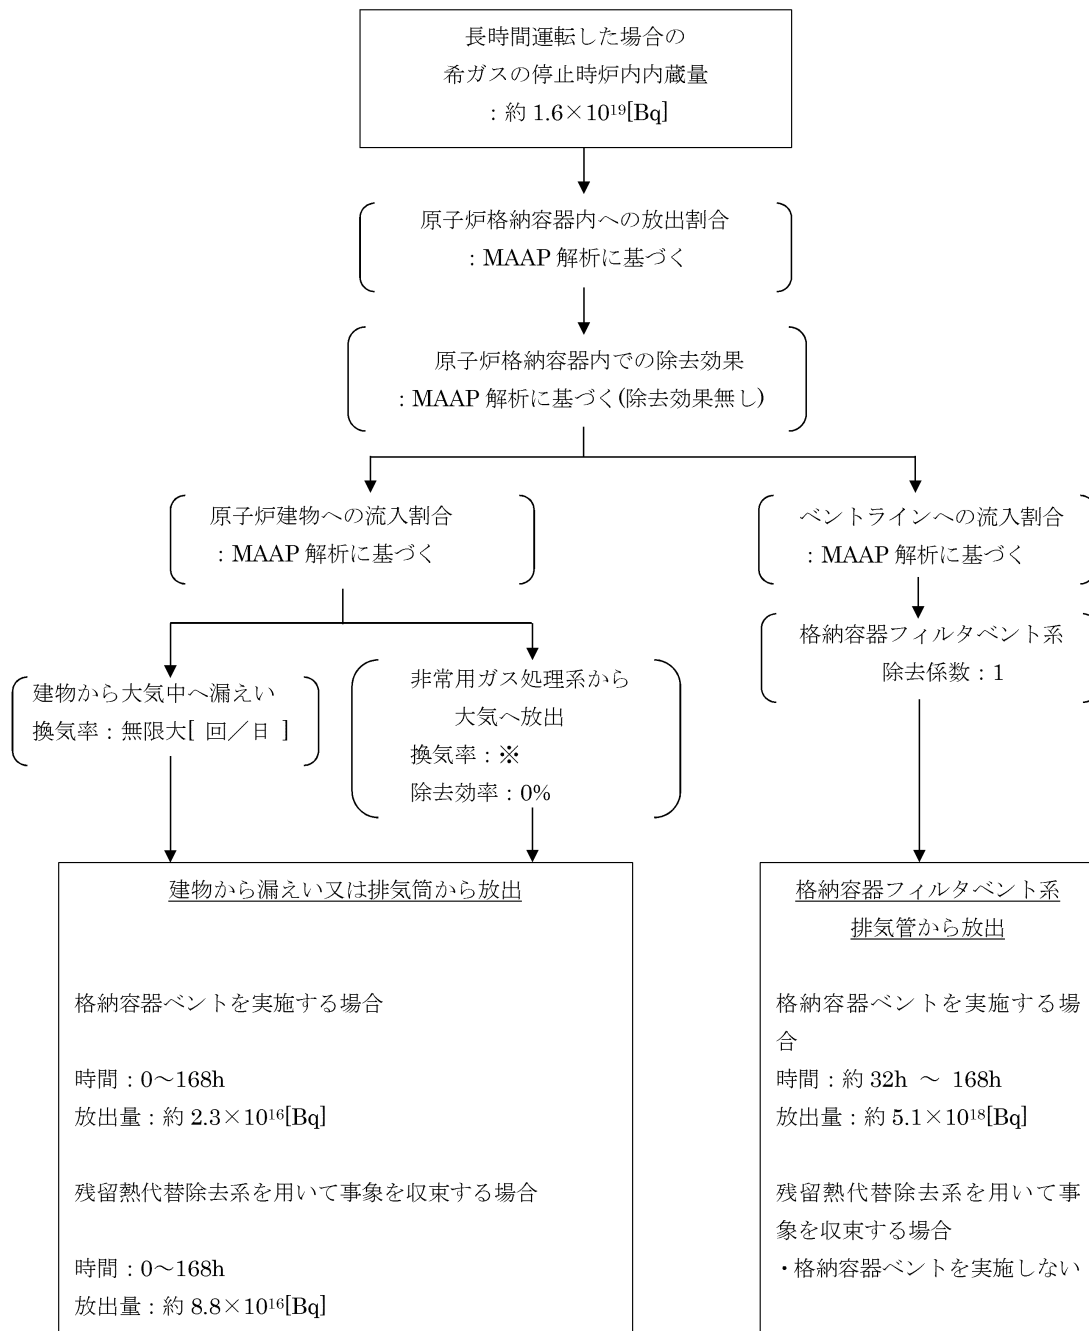 長時間運転した場合の
希ガスの停止時炉内内蔵量
：約 1.6×10¹⁹[Bq]
原子炉格納容器内への放出割合
：MAAP 解析に基づく
原子炉格納容器内での除去効果
：MAAP 解析に基づく(除去効果無し)
原子炉建物への流入割合
：MAAP 解析に基づく
ベントラインへの流入割合
：MAAP 解析に基づく
建物から大気中へ漏えい
換気率：無限大[ 回／日 ]
非常用ガス処理系から
大気へ放出
換気率：※
除去効率：0%
格納容器フィルタベント系
除去係数：1
建物から漏えい又は排気筒から放出
格納容器ベントを実施する場合
時間：0～168h
放出量：約 2.3×10¹⁶[Bq]
残留熱代替除去系を用いて事象を収束する場合
時間：0～168h
放出量：約 8.8×10¹⁶[Bq]
格納容器フィルタベント系
排気管から放出
格納容器ベントを実施する場
合
時間：約 32h ～ 168h
放出量：約 5.1×10¹⁸[Bq]
残留熱代替除去系を用いて事
象を収束する場合
・格納容器ベントを実施しない